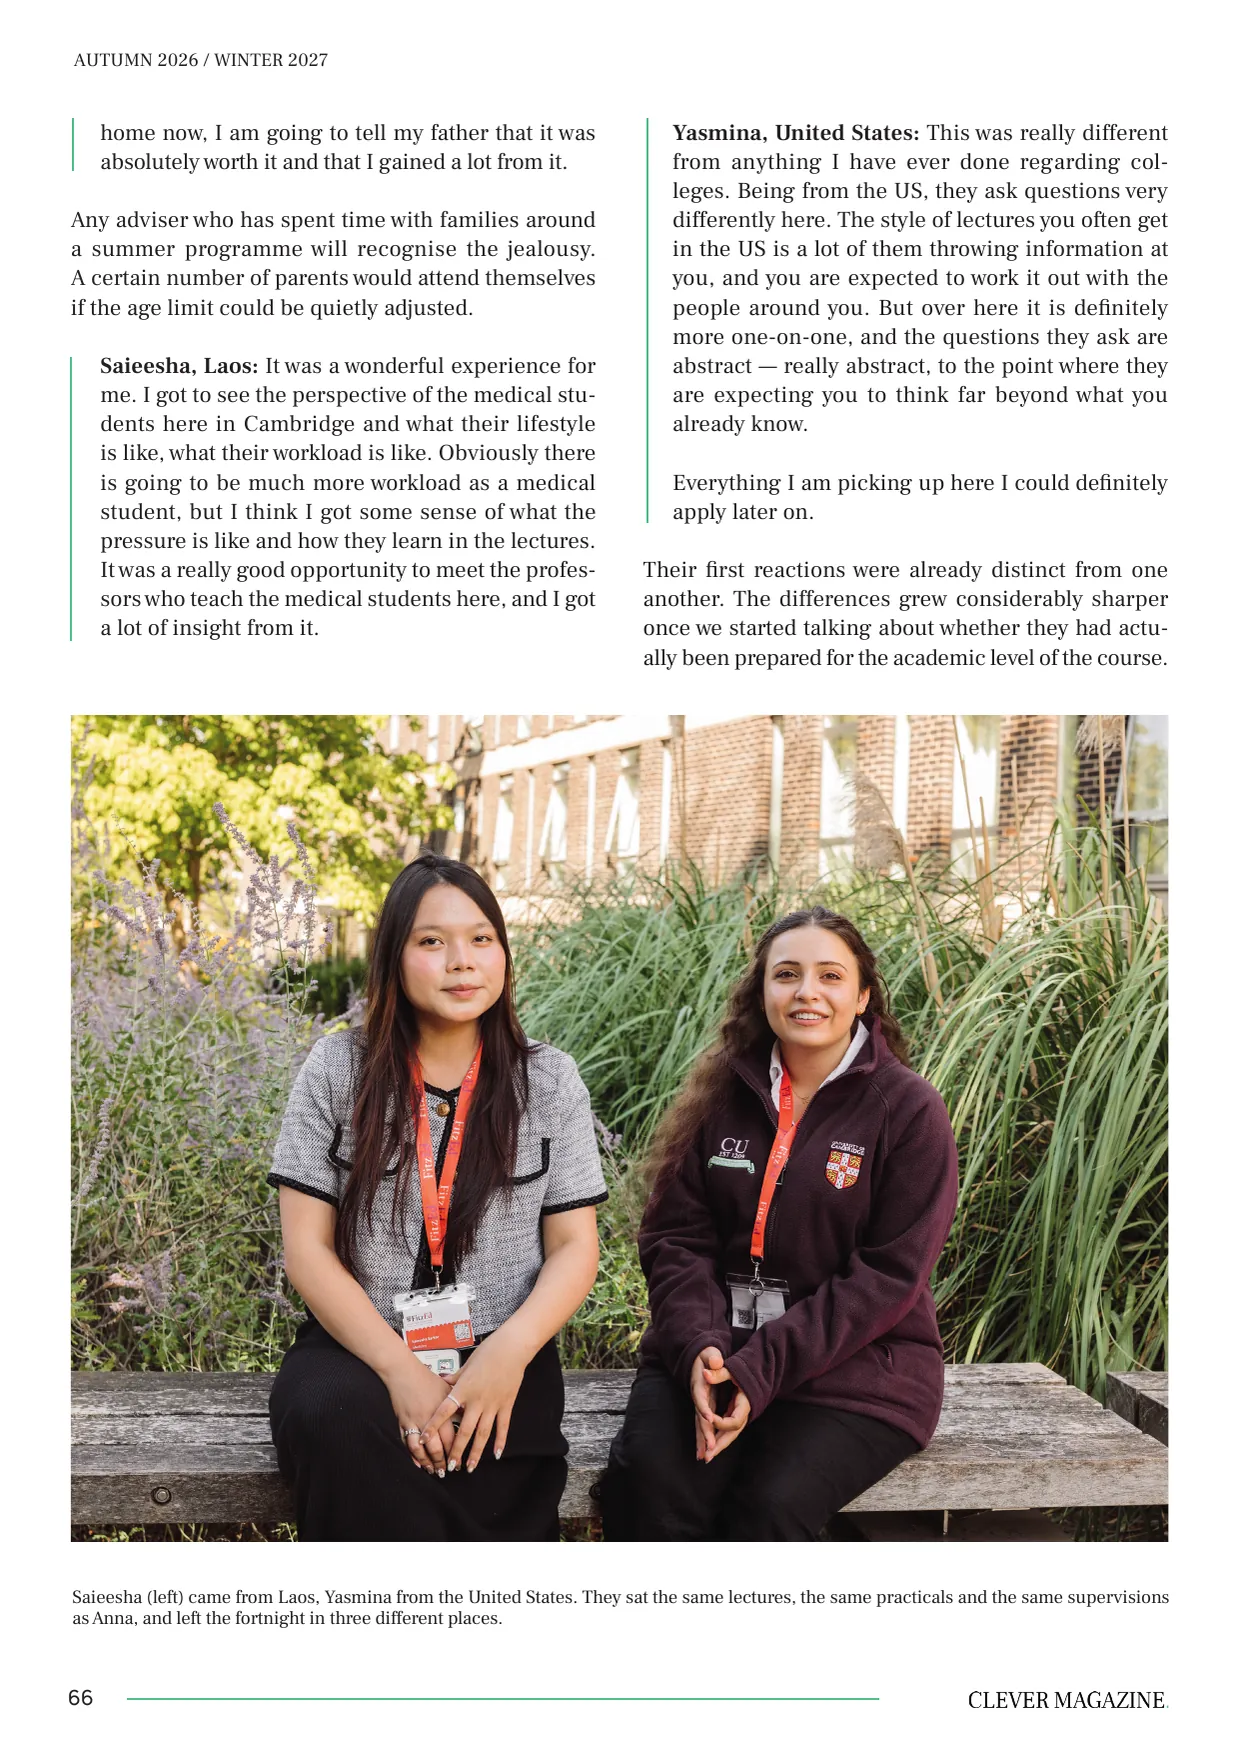 AUTUMN 2026 / WINTER 2027
home now, I am going to tell my father that it was
absolutely worth it and that I gained a lot from it.
Any adviser who has spent time with families around
a summer programme will recognise the jealousy.
A certain number of parents would attend themselves
if the age limit could be quietly adjusted.
Saieesha, Laos: It was a wonderful experience for
me. I got to see the perspective of the medical stu-
dents here in Cambridge and what their lifestyle
is like, what their workload is like. Obviously there
is going to be much more workload as a medical
student, but I think I got some sense of what the
pressure is like and how they learn in the lectures.
It was a really good opportunity to meet the profes-
sors who teach the medical students here, and I got
a lot of insight from it.
Yasmina, United States: This was really different
from anything I have ever done regarding col-
leges. Being from the US, they ask questions very
differently here. The style of lectures you often get
in the US is a lot of them throwing information at
you, and you are expected to work it out with the
people around you. But over here it is definitely
more one-on-one, and the questions they ask are
abstract — really abstract, to the point where they
are expecting you to think far beyond what you
already know.
Everything I am picking up here I could definitely
apply later on.
Their first reactions were already distinct from one
another. The differences grew considerably sharper
once we started talking about whether they had actu-
ally been prepared for the academic level of the course.
Fitz
Fitz
Fitz
Fitz
Fitz
CU
EST 1209
UNIVERSITY OF
CAMBRIDGE
Saieesha (left) came from Laos, Yasmina from the United States. They sat the same lectures, the same practicals and the same supervisions
as Anna, and left the fortnight in three different places.
66
CLEVER MAGAZINE